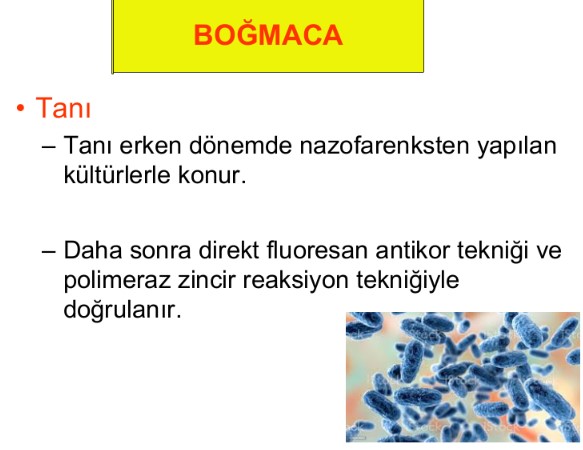 BOĞMACA
• Tanı
– Tanı erken dönemde nazofarenksten yapılan
kültürlerle konur.
– Daha sonra direkt fluoresan antikor tekniği ve
polimeraz zincir reaksiyon tekniğiyle
doğrulanır.